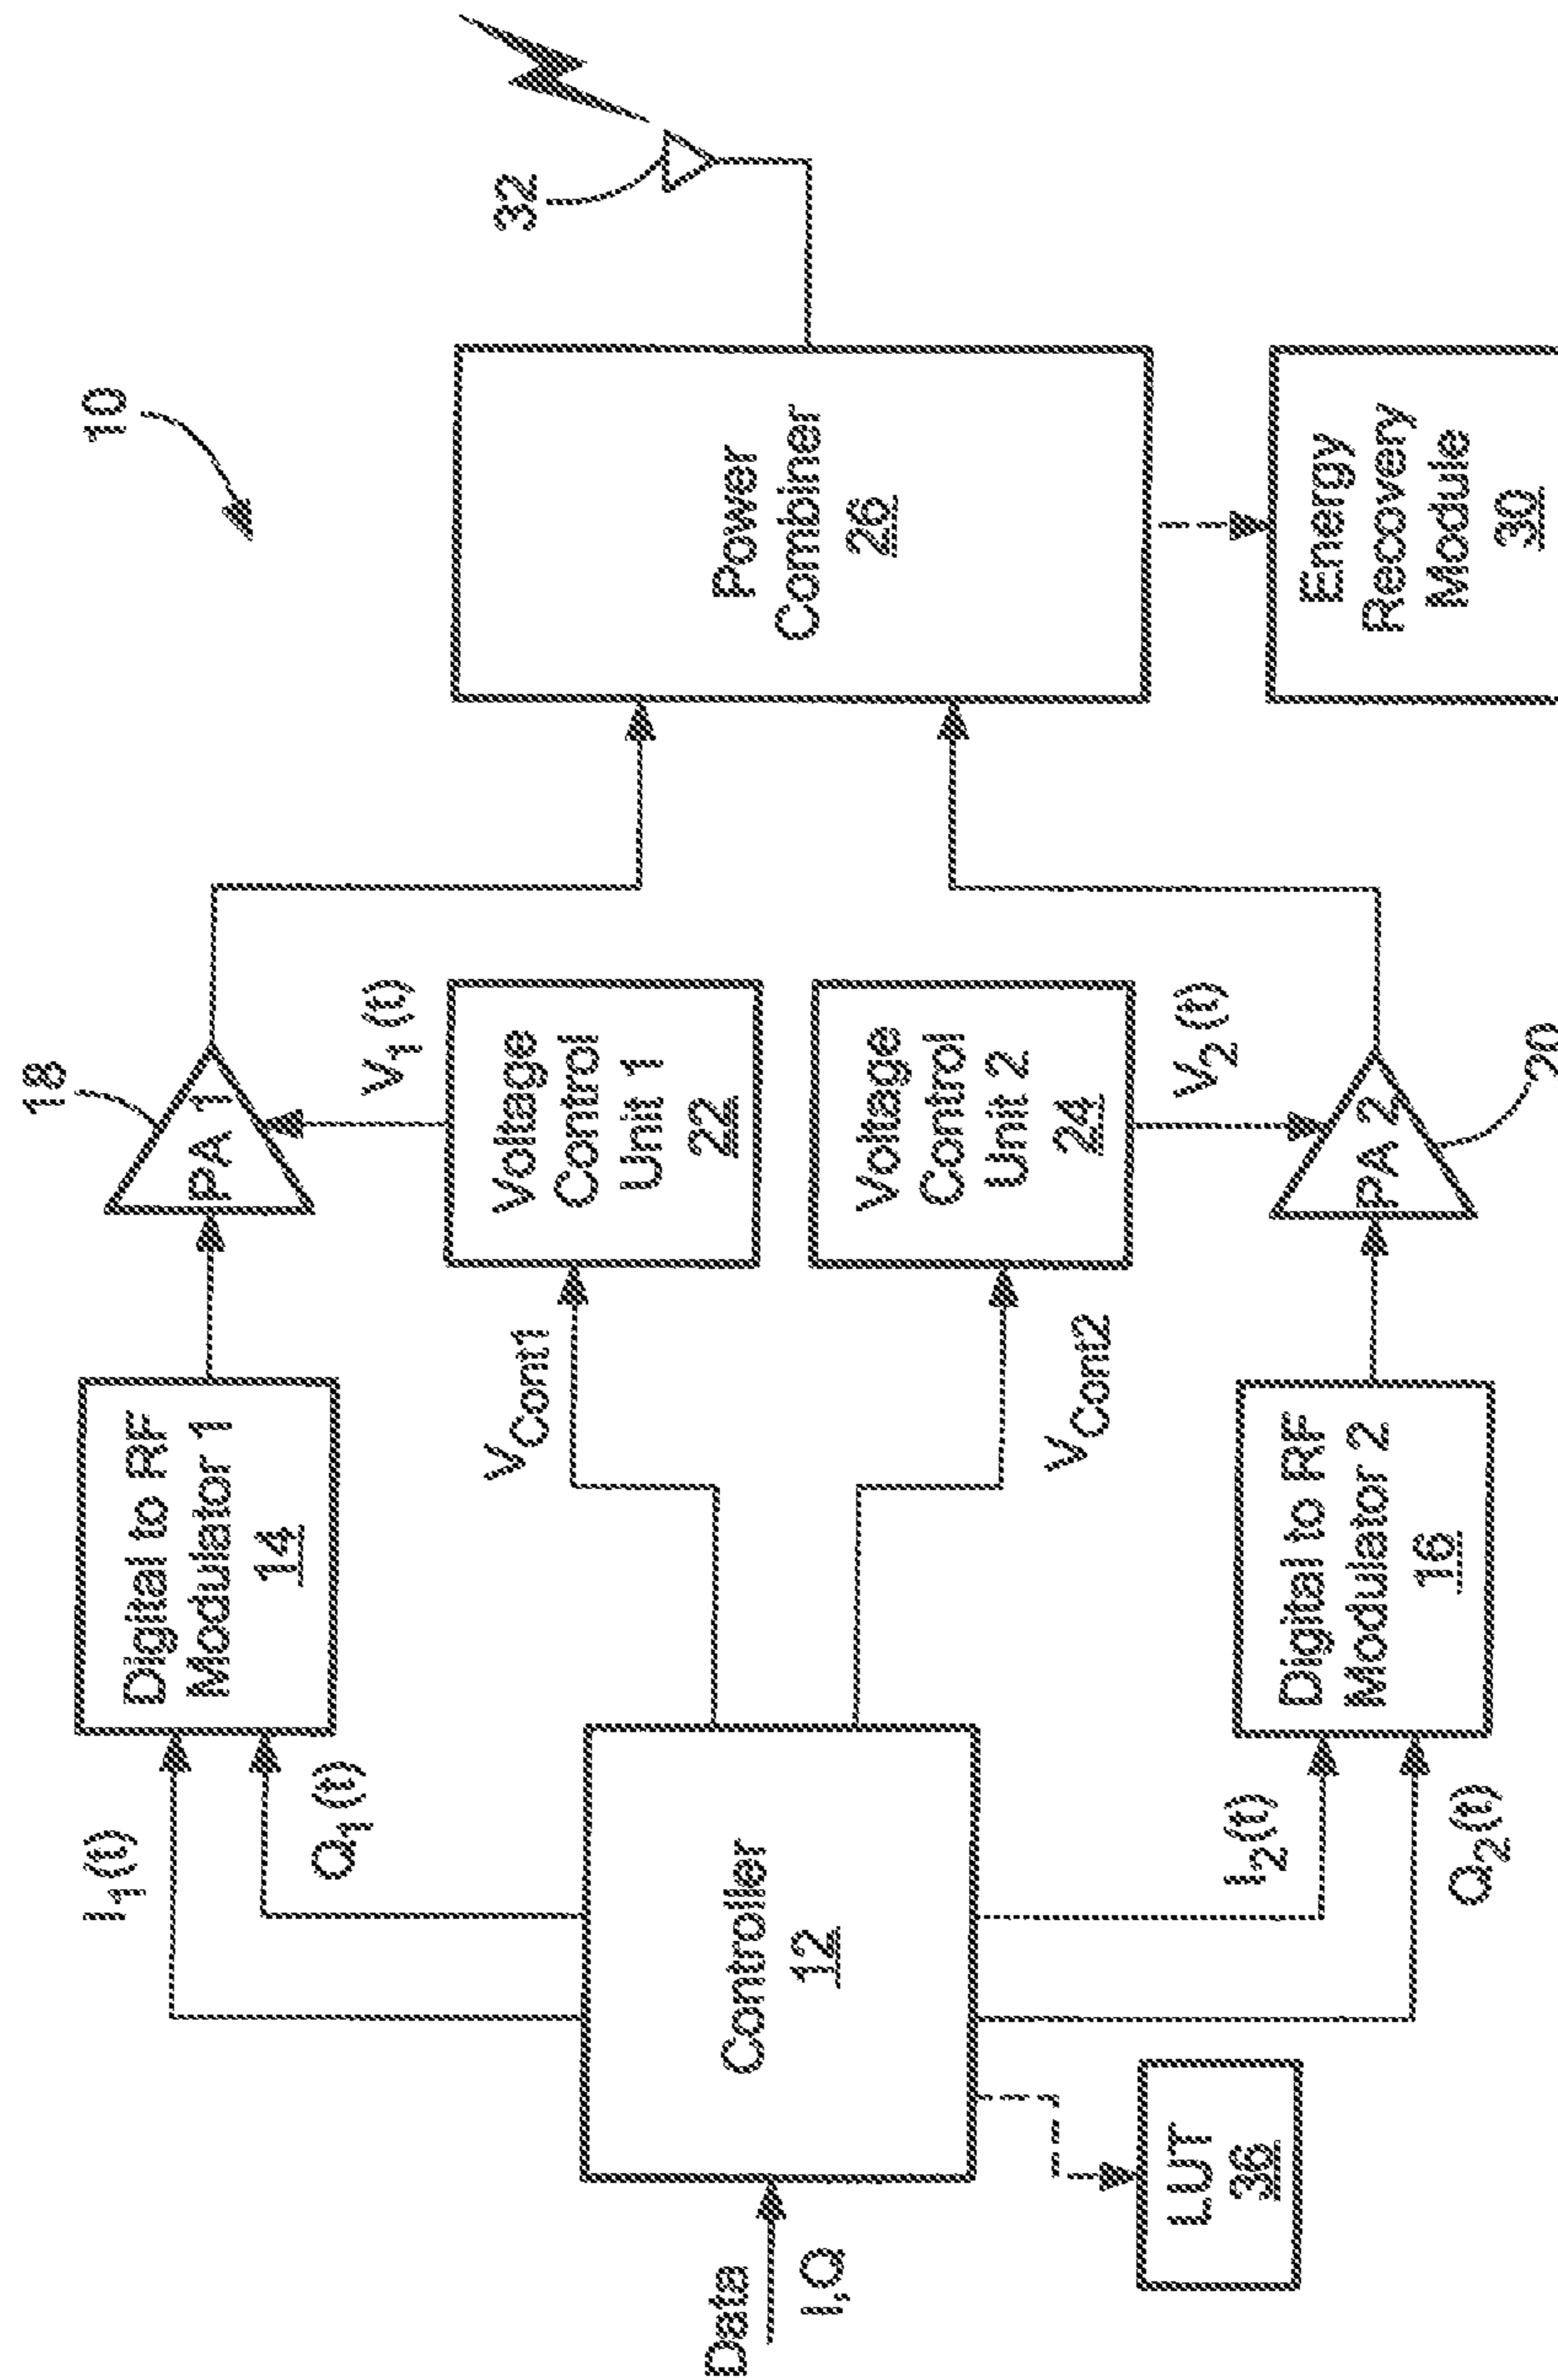 10
18
32
I1(t)
Q1(t)
Digital to RF
Modulator 1
14
PA 1
V1(t)
VCont1
Voltage
Control
Unit 1
22
Power
Combiner
26
Data
I,Q
Controller
12
VCont2
Voltage
Control
Unit 2
24
V2(t)
LUT
36
I2(t)
Q2(t)
Digital to RF
Modulator 2
16
PA 2
20
Energy
Recovery
Module
30